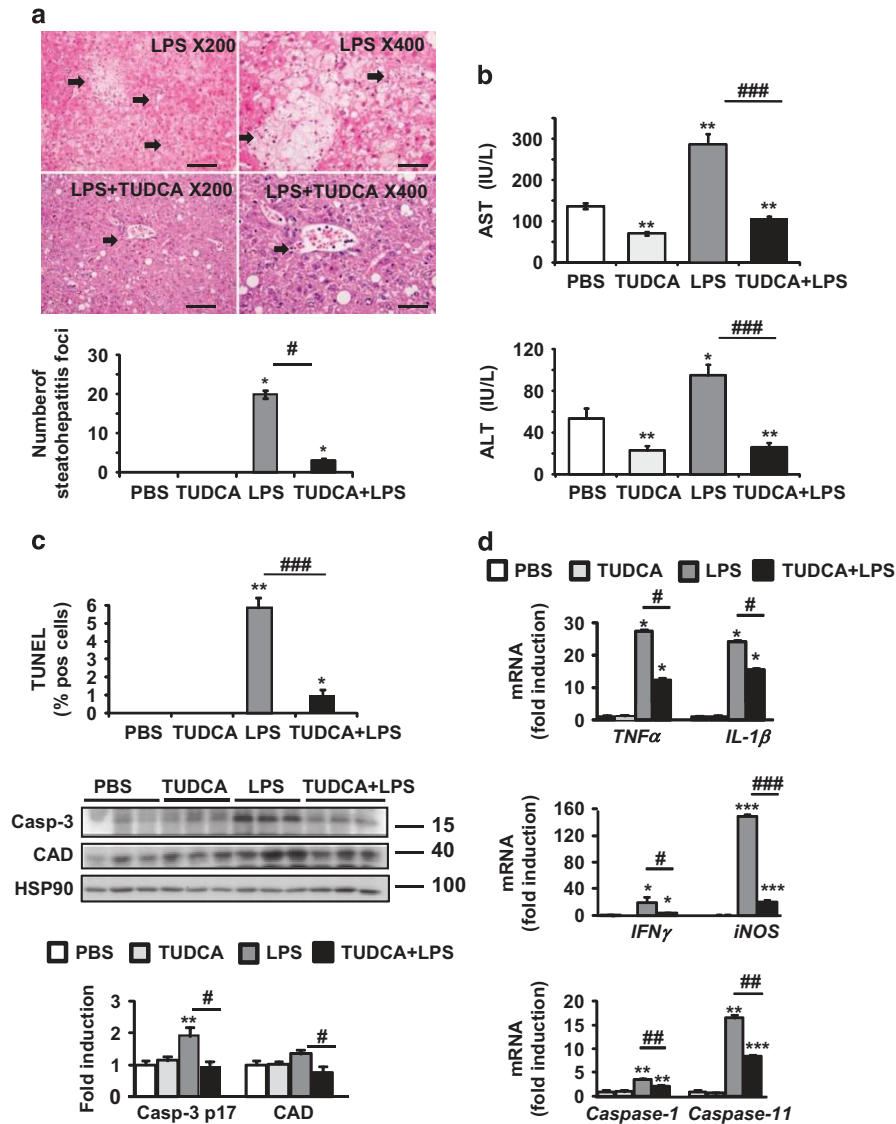 a
LPS X200
LPS X400
LPS+TUDCA X200
LPS+TUDCA X400
#
Numberof
steatohepatitis foci
30
20
10
0
*
*
PBS TUDCA LPS TUDCA+LPS
b
###
AST (IU/L)
300
200
100
0
**
**
**
PBS TUDCA LPS TUDCA+LPS
###
ALT (IU/L)
120
80
40
0
**
*
**
PBS TUDCA LPS TUDCA+LPS
c
###
TUNEL
(% pos cells)
6
5
4
3
2
1
0
**
*
PBS TUDCA LPS TUDCA+LPS
PBS TUDCA LPS TUDCA+LPS
Casp-3
15
CAD
40
HSP90
100
PBS TUDCA LPS TUDCA+LPS
Fold induction
3
2
1
0
**
#
#
Casp-3 p17 CAD
d
PBS TUDCA LPS TUDCA+LPS
mRNA
(fold induction)
30
20
10
0
# #
* * * *
TNFα IL-1β
mRNA
(fold induction)
160
120
80
40
0
# ###
* * *** ***
IFNγ iNOS
mRNA
(fold induction)
20
15
10
5
0
## ##
** ** ** ***
Caspase-1 Caspase-11